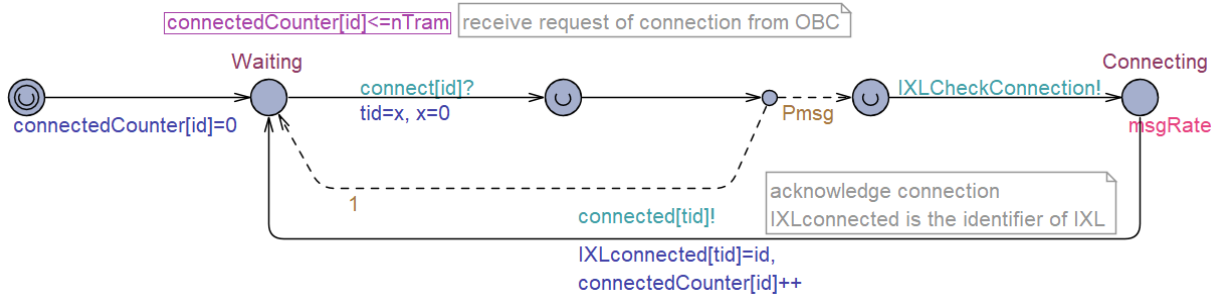 connectedCounter[id]<=nTram
receive request of connection from OBC
Waiting
Connecting
connect[id]?
IXLCheckConnection!
tid=x, x=0
Pmsg
connectedCounter[id]=0
msgRate
1
acknowledge connection
IXLconnected is the identifier of IXL
connected[tid]!
IXLconnected[tid]=id,
connectedCounter[id]++